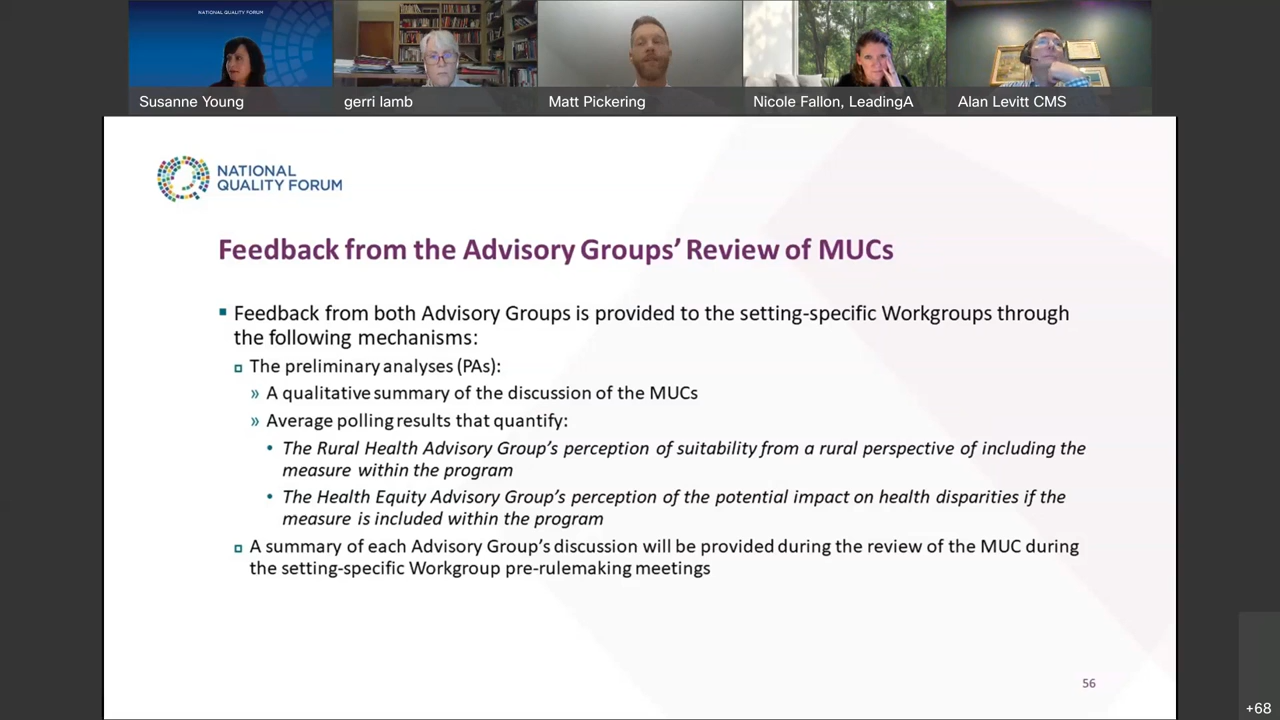 NATIONAL QUALITY FORUM
Susanne Young
gerri lamb
Matt Pickering
Nicole Fallon, LeadingA
Alan Levitt CMS
NATIONAL
QUALITY FORUM
Feedback from the Advisory Groups' Review of MUCs
▪ Feedback from both Advisory Groups is provided to the setting-specific Workgroups through
the following mechanisms:
▫ The preliminary analyses (PAs):
» A qualitative summary of the discussion of the MUCs
» Average polling results that quantify:
• The Rural Health Advisory Group's perception of suitability from a rural perspective of including the
measure within the program
• The Health Equity Advisory Group's perception of the potential impact on health disparities if the
measure is included within the program
▫ A summary of each Advisory Group's discussion will be provided during the review of the MUC during
the setting-specific Workgroup pre-rulemaking meetings
56
+68